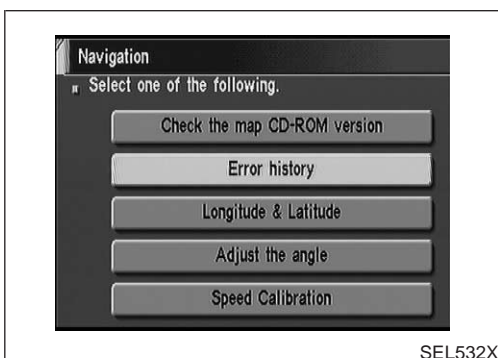 Navigation
Select one of the following.
Check the map CD-ROM version
Error history
Longitude & Latitude
Adjust the angle
Speed Calibration
SEL532X